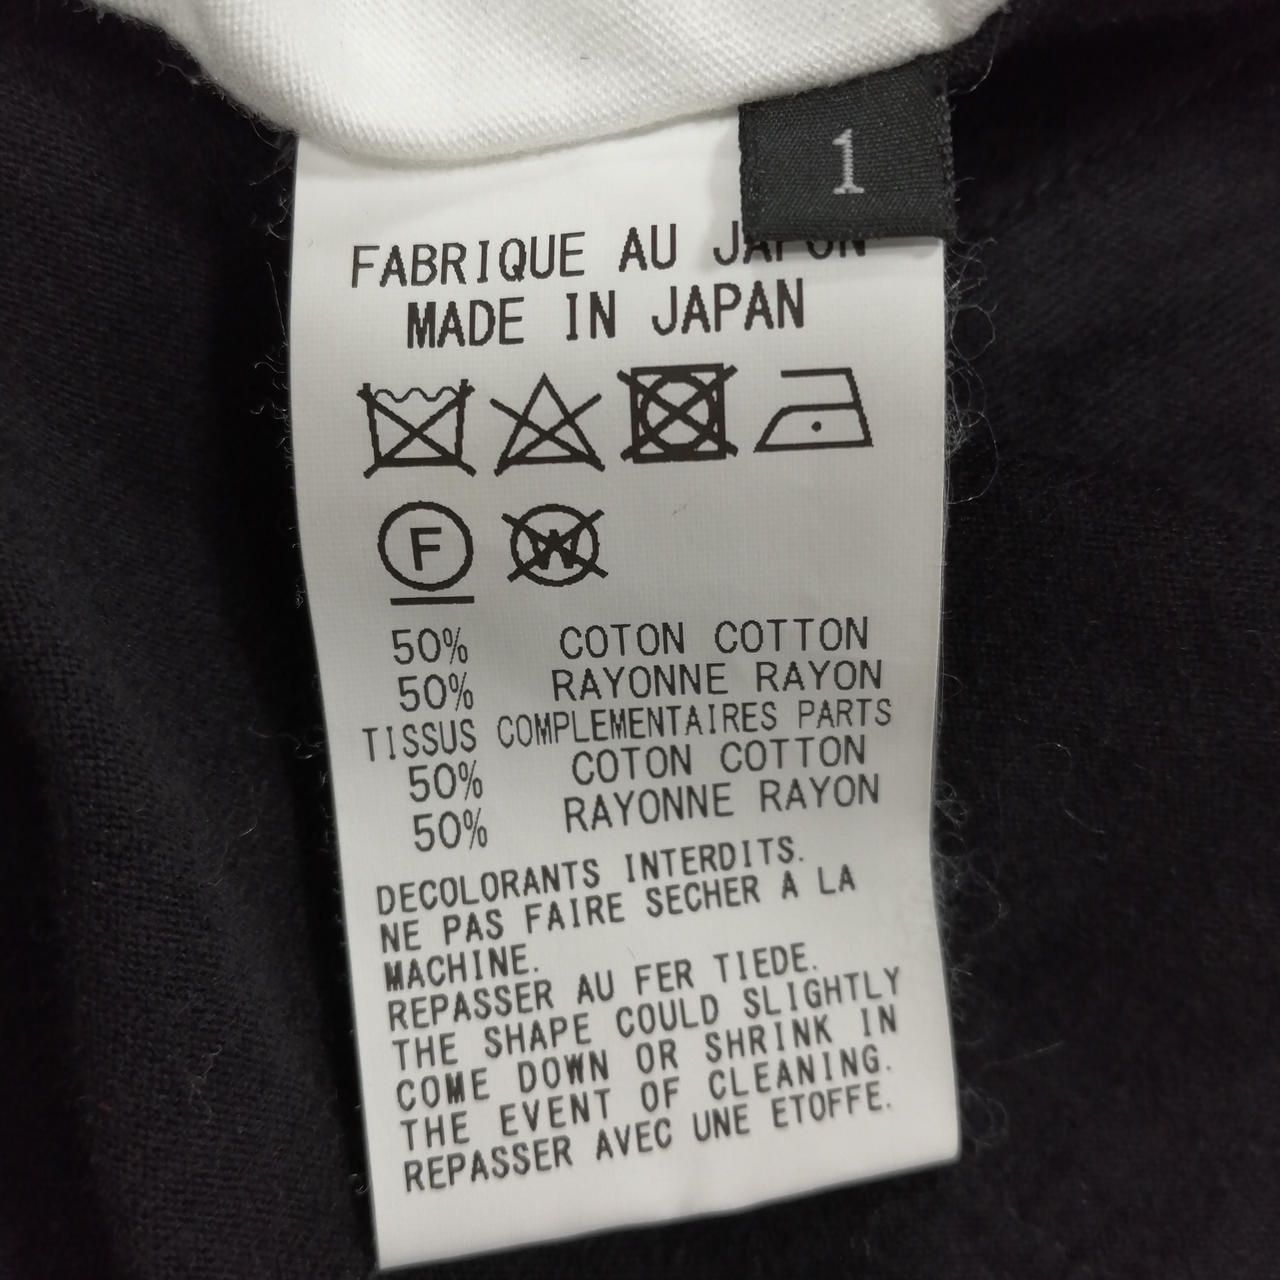 1
FABRIQUE AU JAPON
MADE IN JAPAN
F
W
50% COTON COTTON
50% RAYONNE RAYON
TISSUS COMPLEMENTAIRES PARTS
50% COTON COTTON
50% RAYONNE RAYON
DECOLORANTS INTERDITS.
NE PAS FAIRE SECHER A LA
MACHINE.
REPASSER AU FER TIEDE.
THE SHAPE COULD SLIGHTLY
COME DOWN OR SHRINK IN
THE EVENT OF CLEANING.
REPASSER AVEC UNE ETOFFE.